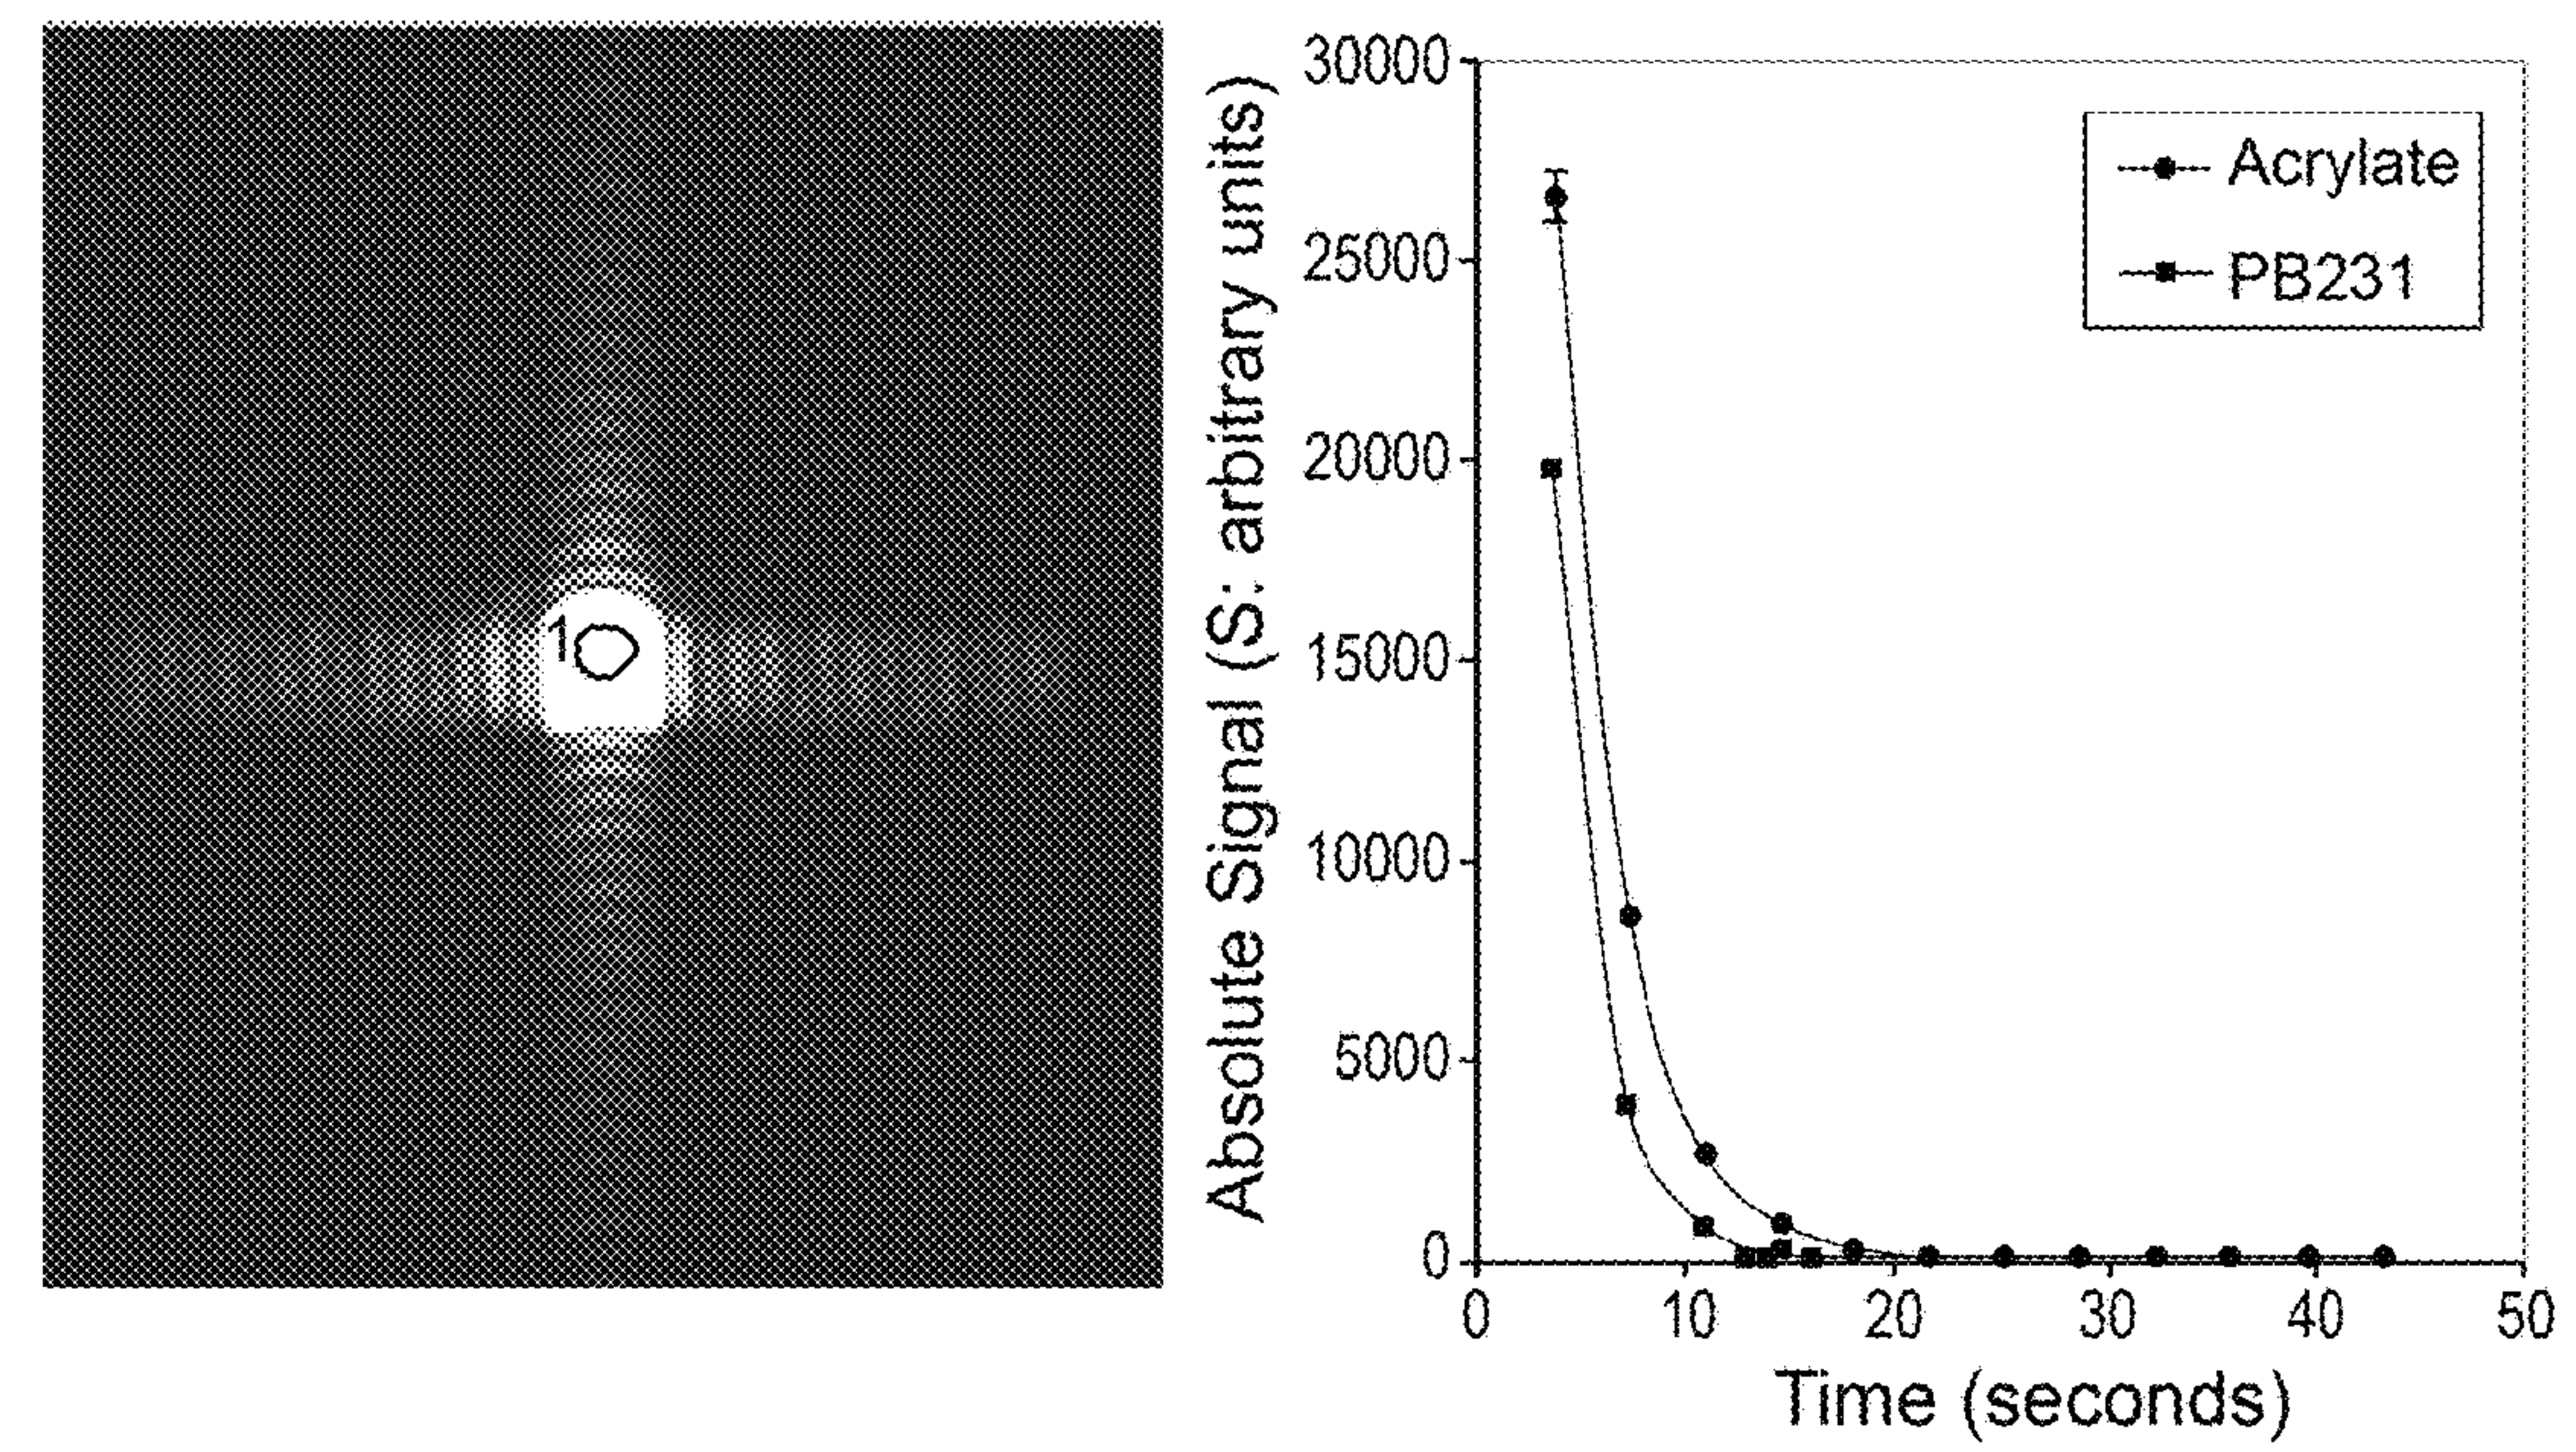 1
Absolute Signal (S: arbitrary units)
30000
25000
20000
15000
10000
5000
0
Acrylate
PB231
0 10 20 30 40 50
Time (seconds)